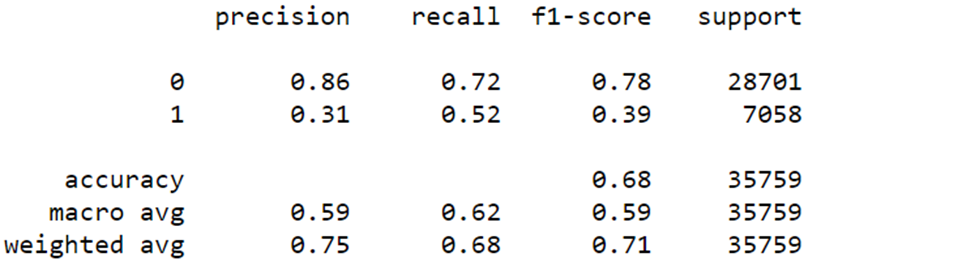 precision recall f1-score support
0 0.86 0.72 0.78 28701
1 0.31 0.52 0.39 7058
accuracy 0.68 35759
macro avg 0.59 0.62 0.59 35759
weighted avg 0.75 0.68 0.71 35759